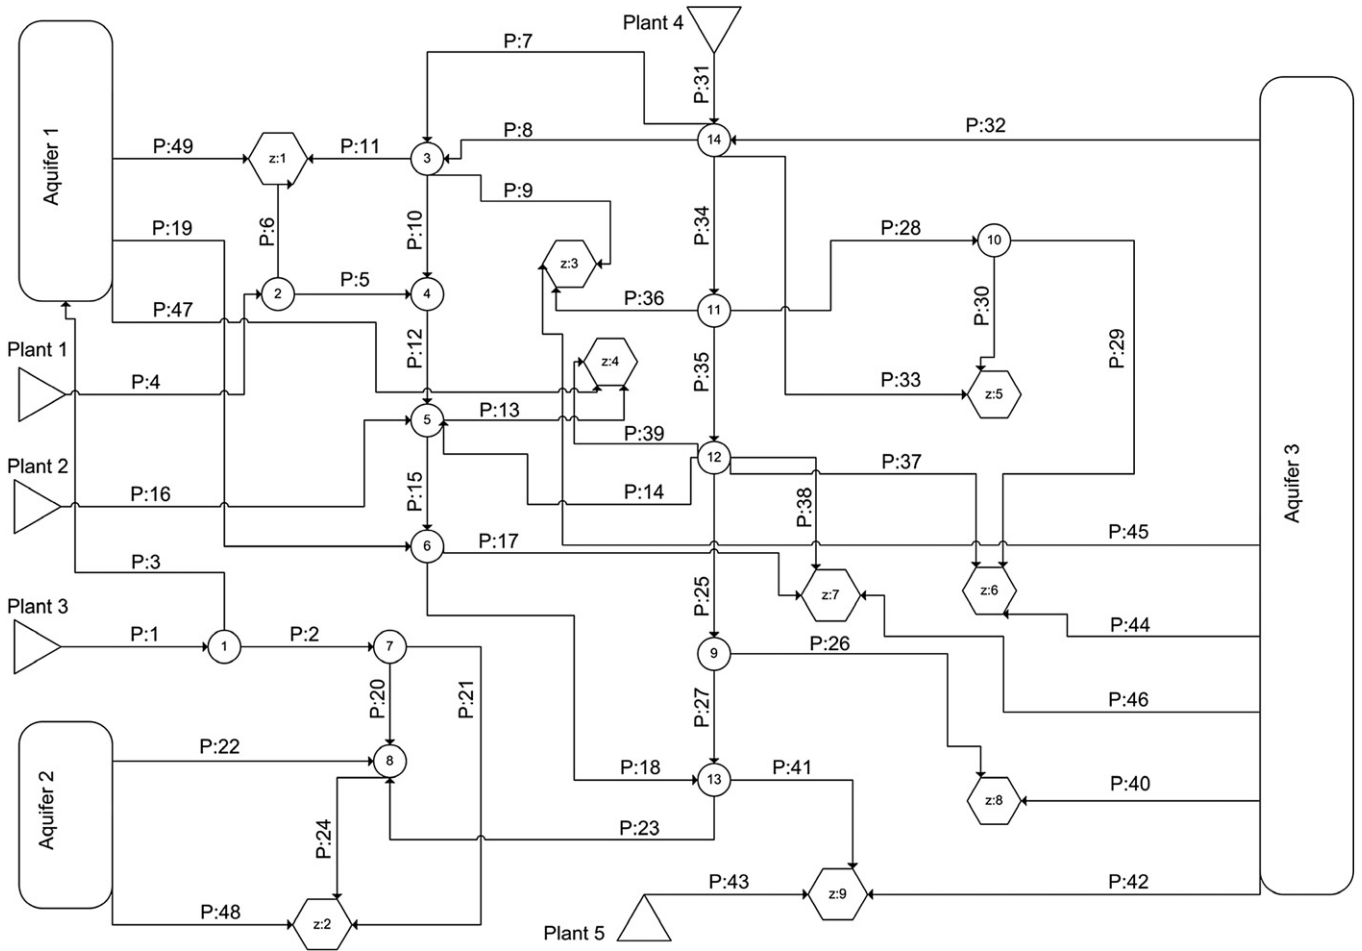 Plant 4
P:7
P:31
Aquifer 1
P:49
z:1
P:11
3
P:8
14
P:32
P:9
P:19
P:6
P:10
P:34
P:28
10
z:3
2
P:5
4
P:47
P:36
11
P:30
P:29
Plant 1
P:12
z:4
P:35
P:4
P:33
z:5
5
P:13
P:39
12
P:37
Plant 2
P:16
P:15
P:14
P:38
Aquifer 3
6
P:17
P:45
P:3
z:7
z:6
Plant 3
P:25
P:44
P:1
1
P:2
7
9
P:26
P:20
P:21
P:46
P:27
P:22
8
P:18
13
P:41
Aquifer 2
z:8
P:40
P:24
P:23
P:43
z:9
P:42
P:48
z:2
Plant 5